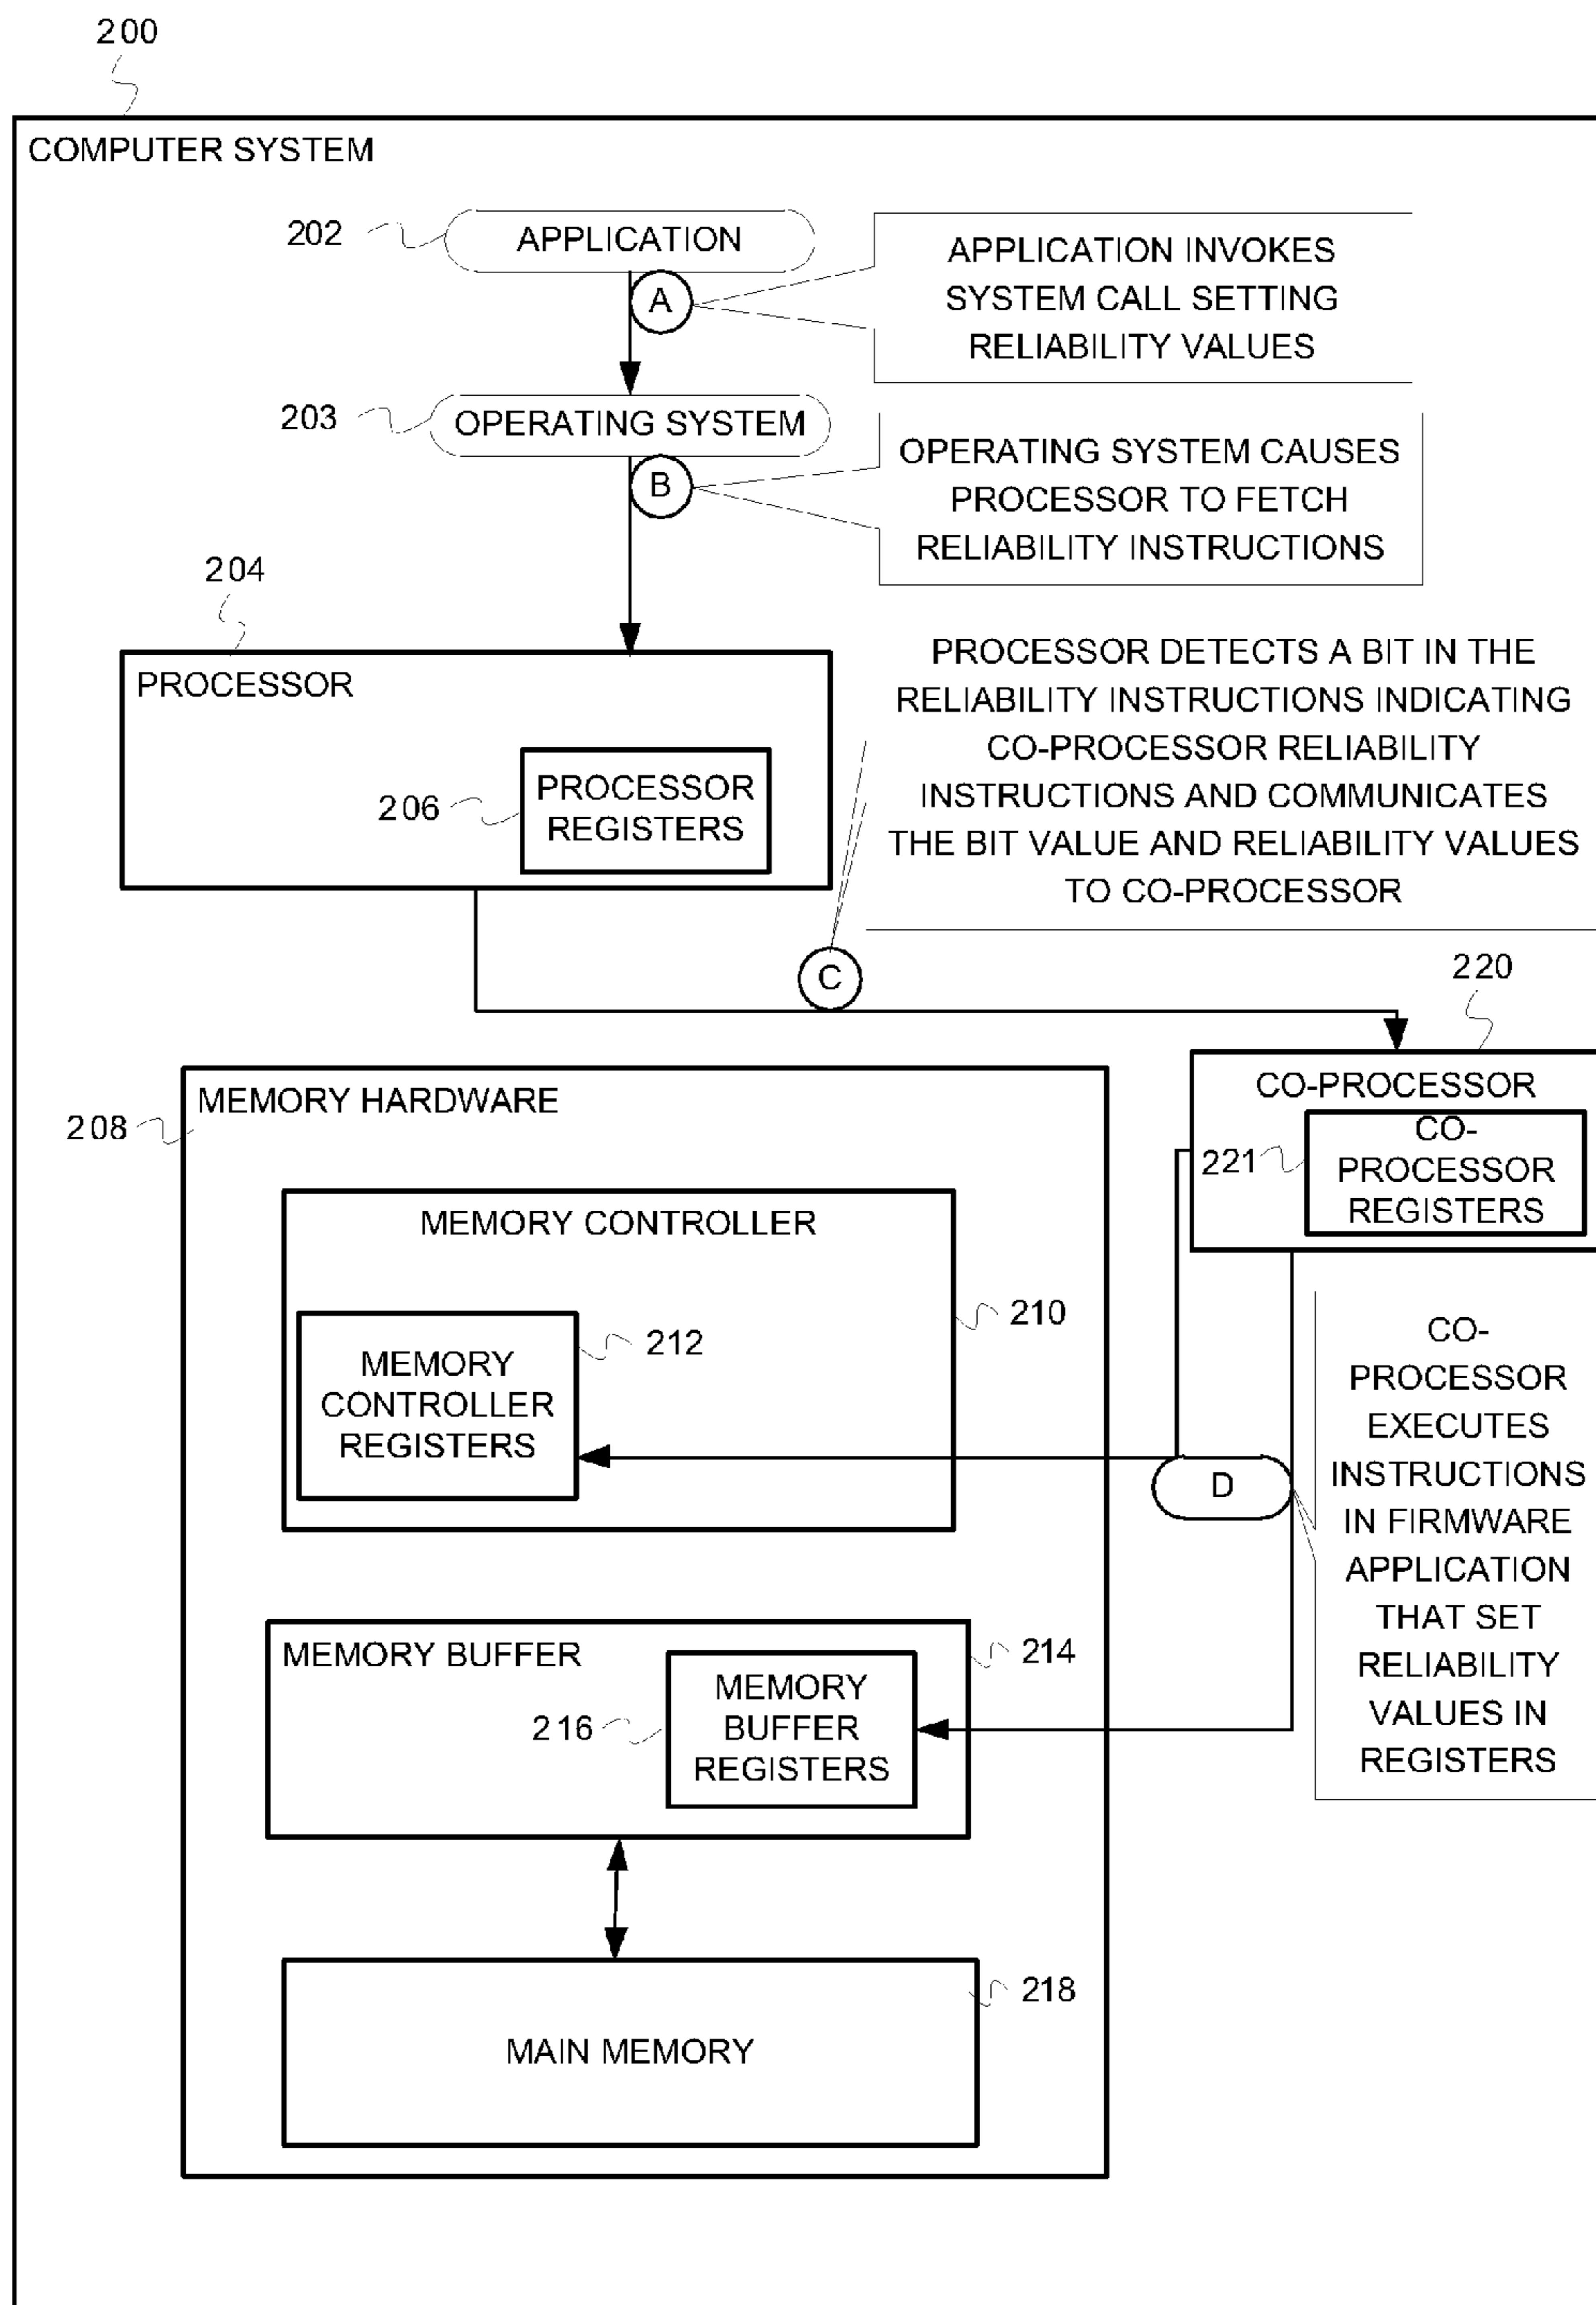 200
COMPUTER SYSTEM
202
APPLICATION
A
APPLICATION INVOKES
SYSTEM CALL SETTING
RELIABILITY VALUES
203
OPERATING SYSTEM
B
OPERATING SYSTEM CAUSES
PROCESSOR TO FETCH
RELIABILITY INSTRUCTIONS
204
PROCESSOR
206
PROCESSOR
REGISTERS
PROCESSOR DETECTS A BIT IN THE
RELIABILITY INSTRUCTIONS INDICATING
CO-PROCESSOR RELIABILITY
INSTRUCTIONS AND COMMUNICATES
THE BIT VALUE AND RELIABILITY VALUES
TO CO-PROCESSOR
C
220
CO-PROCESSOR
221
CO-
PROCESSOR
REGISTERS
208
MEMORY HARDWARE
MEMORY CONTROLLER
210
212
MEMORY
CONTROLLER
REGISTERS
D
CO-
PROCESSOR
EXECUTES
INSTRUCTIONS
IN FIRMWARE
APPLICATION
THAT SET
RELIABILITY
VALUES IN
REGISTERS
MEMORY BUFFER
214
216
MEMORY
BUFFER
REGISTERS
218
MAIN MEMORY